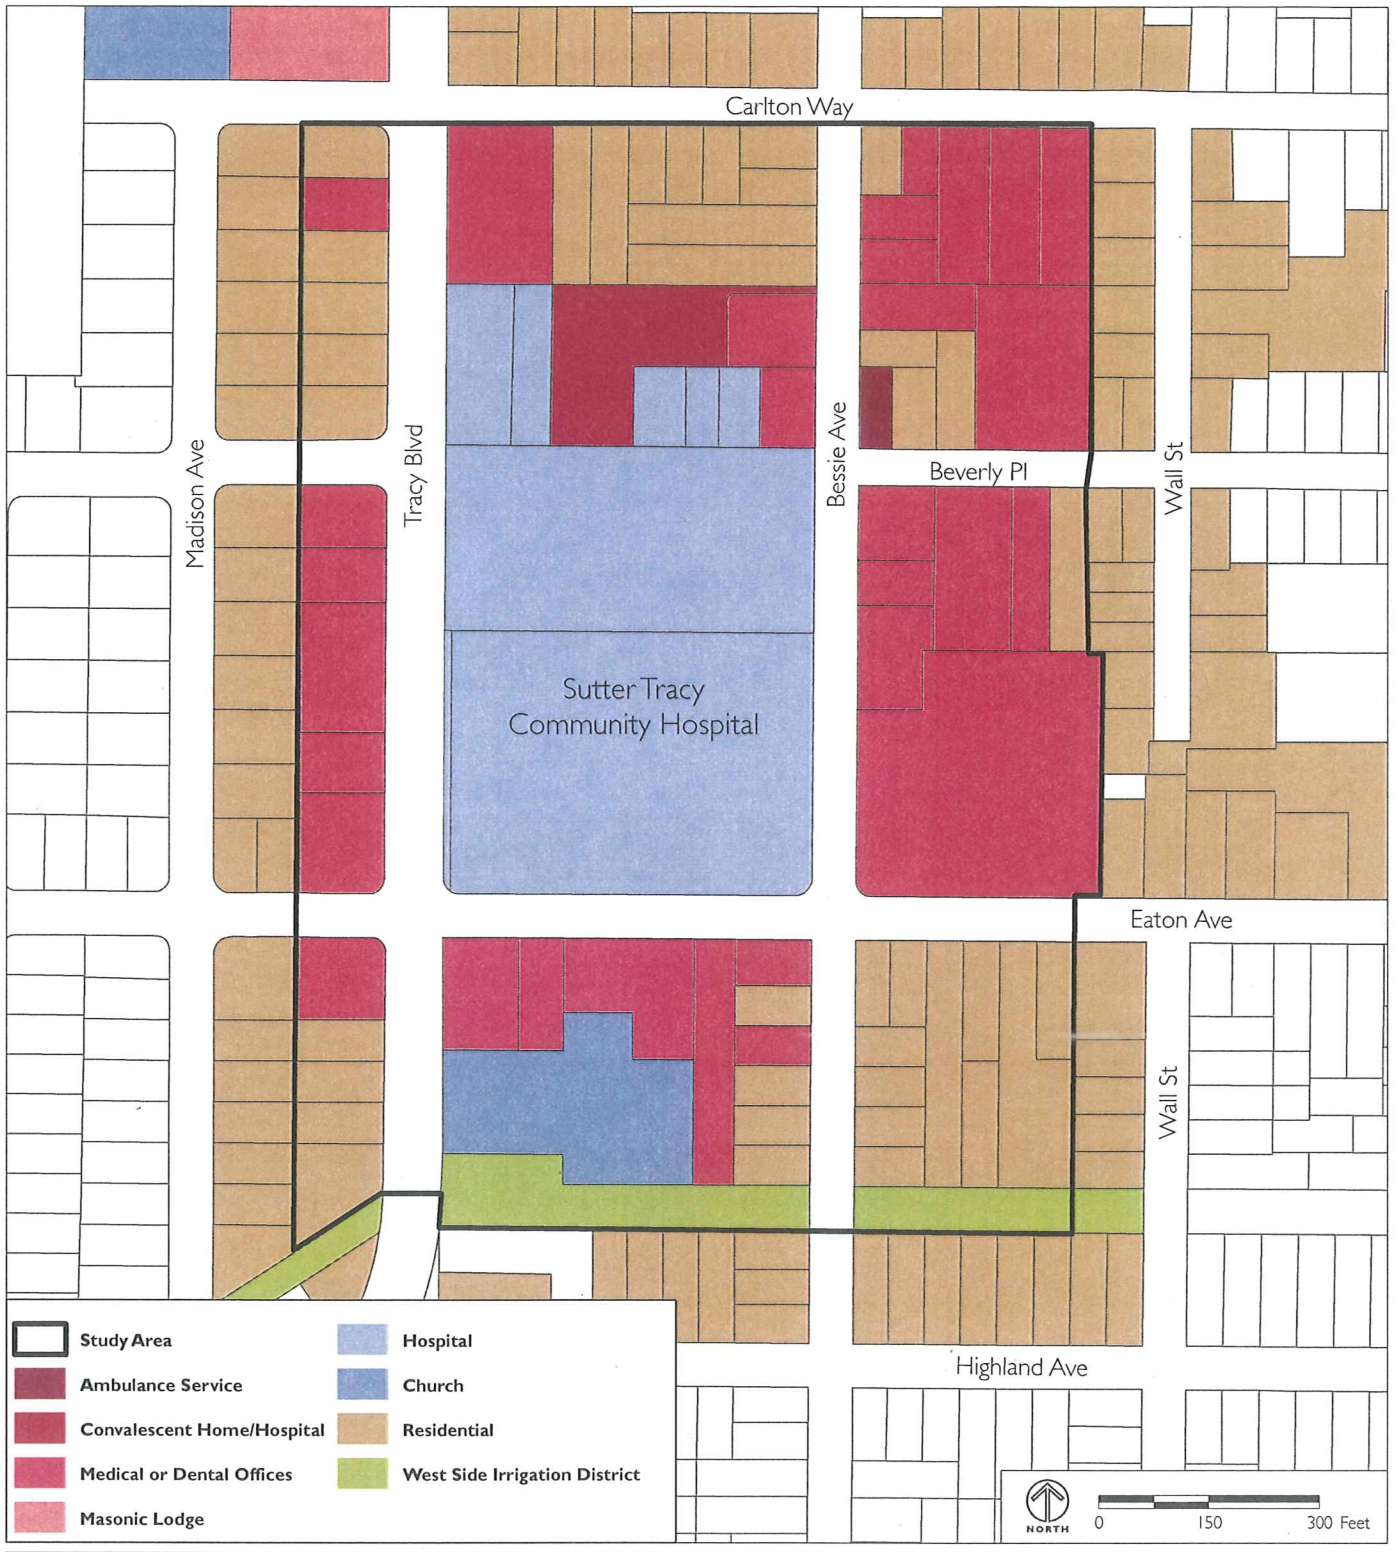 Carlton Way
Madison Ave
Tracy Blvd
Bessie Ave
Beverly Pl
Wall St
Sutter Tracy
Community Hospital
Eaton Ave
Wall St
Highland Ave
Study Area
Ambulance Service
Convalescent Home/Hospital
Medical or Dental Offices
Masonic Lodge
Hospital
Church
Residential
West Side Irrigation District
NORTH
0 150 300 Feet